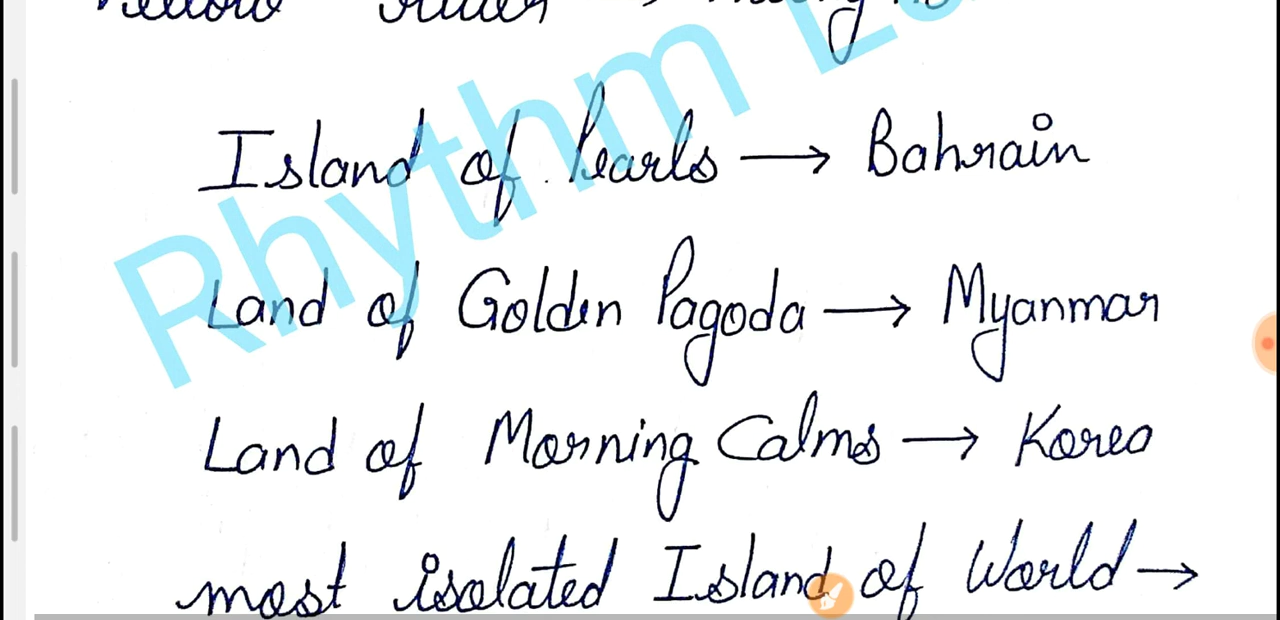 Island of Pearls → Bahrain
Land of Golden Pagoda → Myanmar
Land of Morning Calms → Korea
most isolated Island of World →
Rhythm